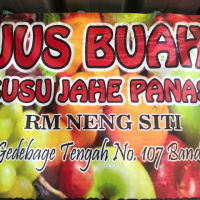 JUS BUAH
SUSU JAHE PANAS
RM NENG SITI
Gedebage Tengah No. 107 Band